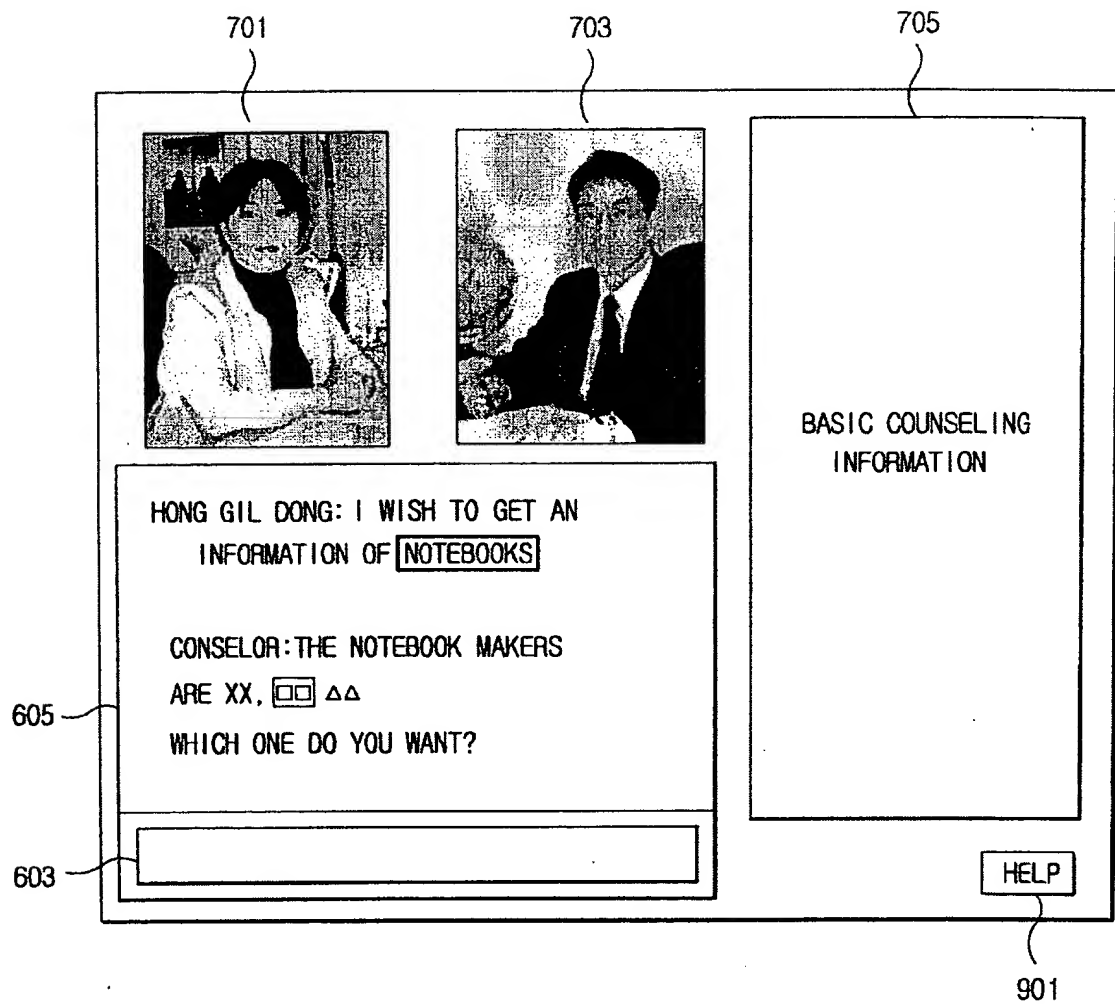 701 703 705
HONG GIL DONG: I WISH TO GET AN
INFORMATION OF NOTEBOOKS
CONSELOR:THE NOTEBOOK MAKERS
ARE XX, □□ △△
WHICH ONE DO YOU WANT?
BASIC COUNSELING
INFORMATION
605
603
HELP
901